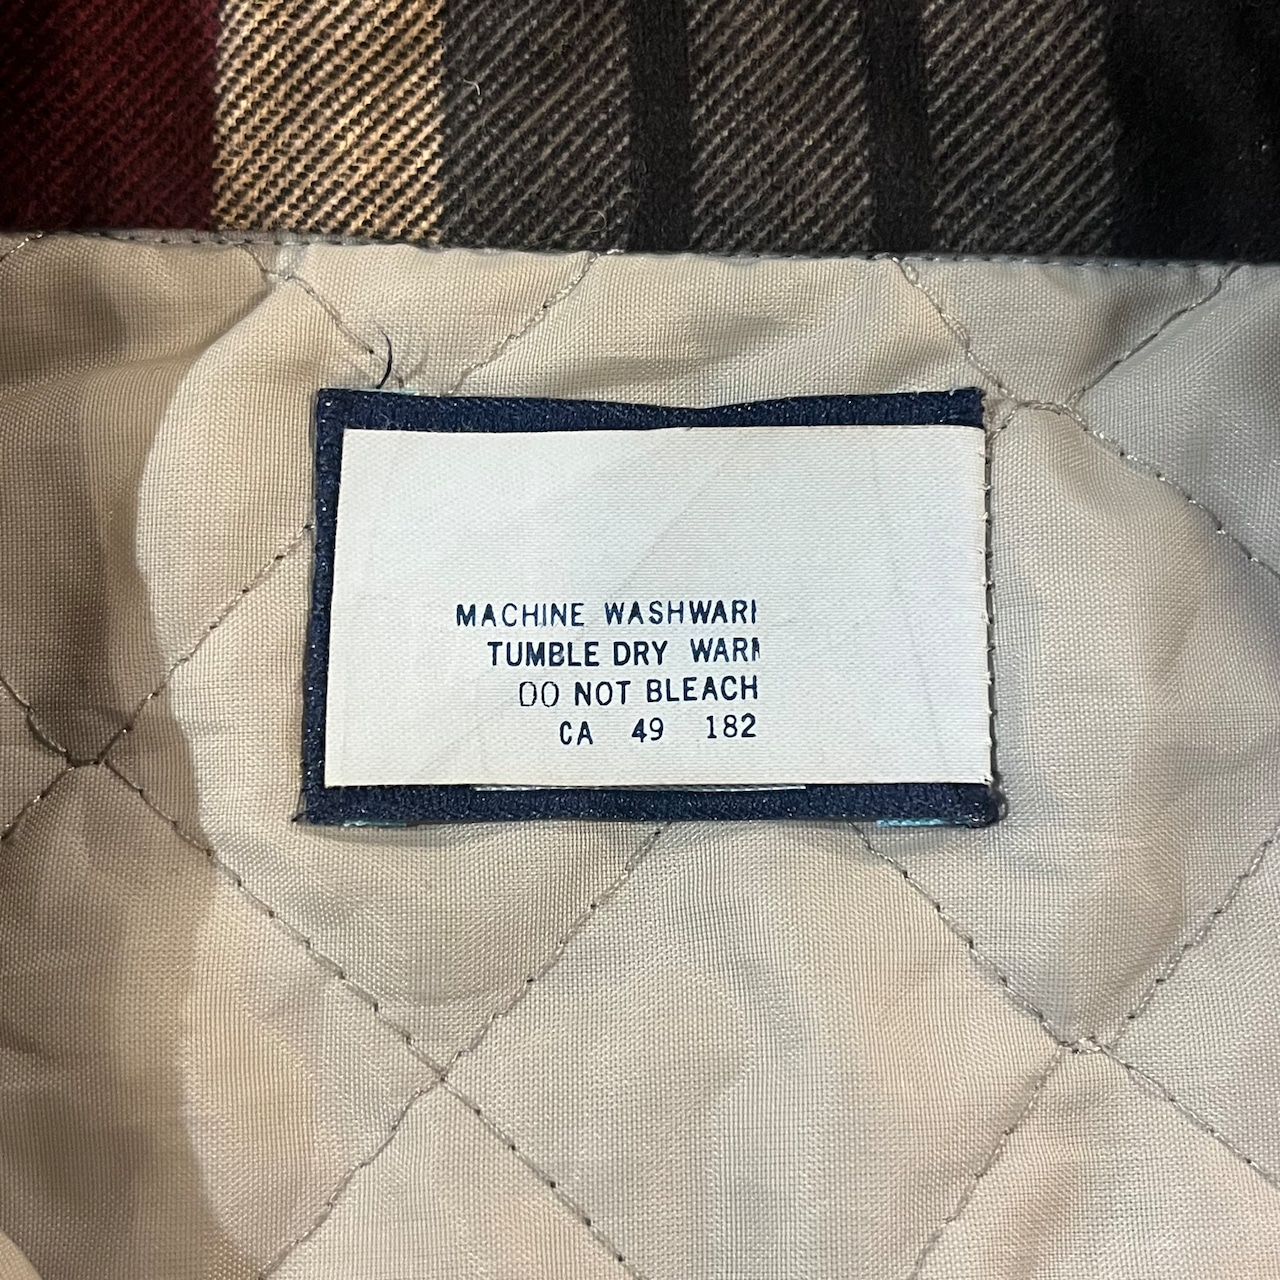 MACHINE WASHWARI
TUMBLE DRY WARI
DO NOT BLEACH
CA 49 182